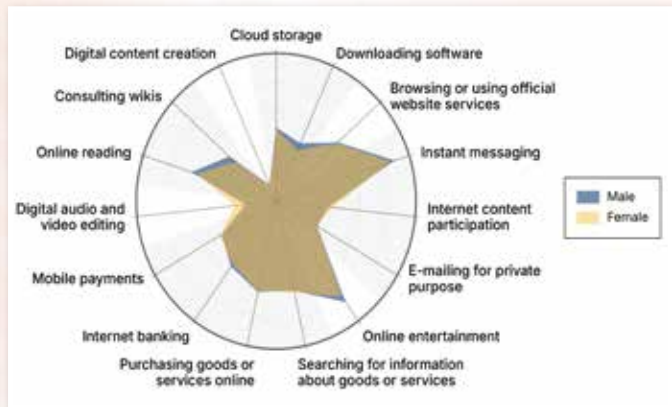 Cloud storage
Digital content creation
Downloading software
Consulting wikis
Browsing or using official
website services
Online reading
Instant messaging
Digital audio and
video editing
Internet content
participation
Mobile payments
E-mailing for private
purpose
Internet banking
Online entertainment
Purchasing goods or
services online
Searching for information
about goods or services
Male
Female